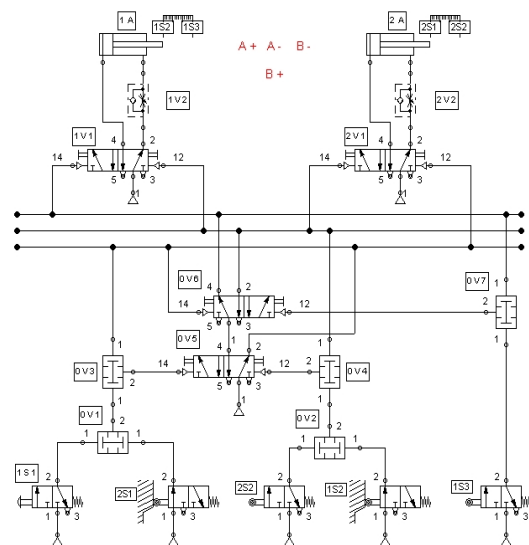 1A 1S2 1S3 2A 2S1 2S2
A+ A- B-
B+
1V2 2V2
1V1 4 2 2V1 4 2
14 12 14 12
5 3 5 3
1 1
0V6 0V7
4 2 2 1
14 12
5 3 1
0V5 1 2
4
0V3 1 14 12 1 0V4
2 5 3 2
1 1 1
0V1 2 0V2 2
1 1 1 1
1S1 2 2 2 2 1S3 2
2S1 2S2 1S2
1 3 1 3 1 3 1 3 1 3